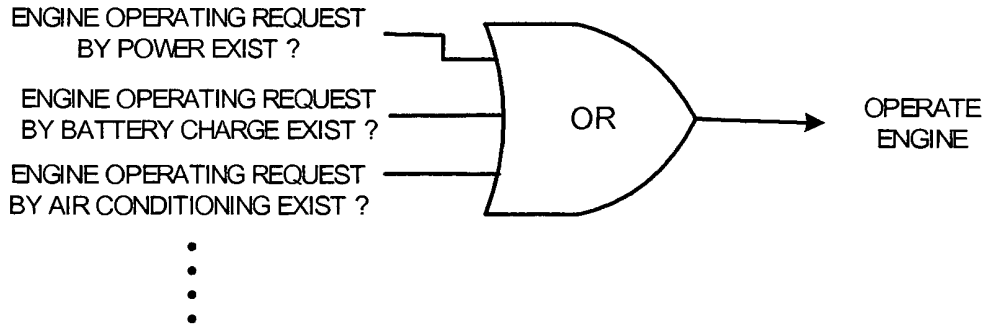 ENGINE OPERATING REQUEST
BY POWER EXIST ?
ENGINE OPERATING REQUEST
BY BATTERY CHARGE EXIST ?
ENGINE OPERATING REQUEST
BY AIR CONDITIONING EXIST ?
OR
OPERATE
ENGINE